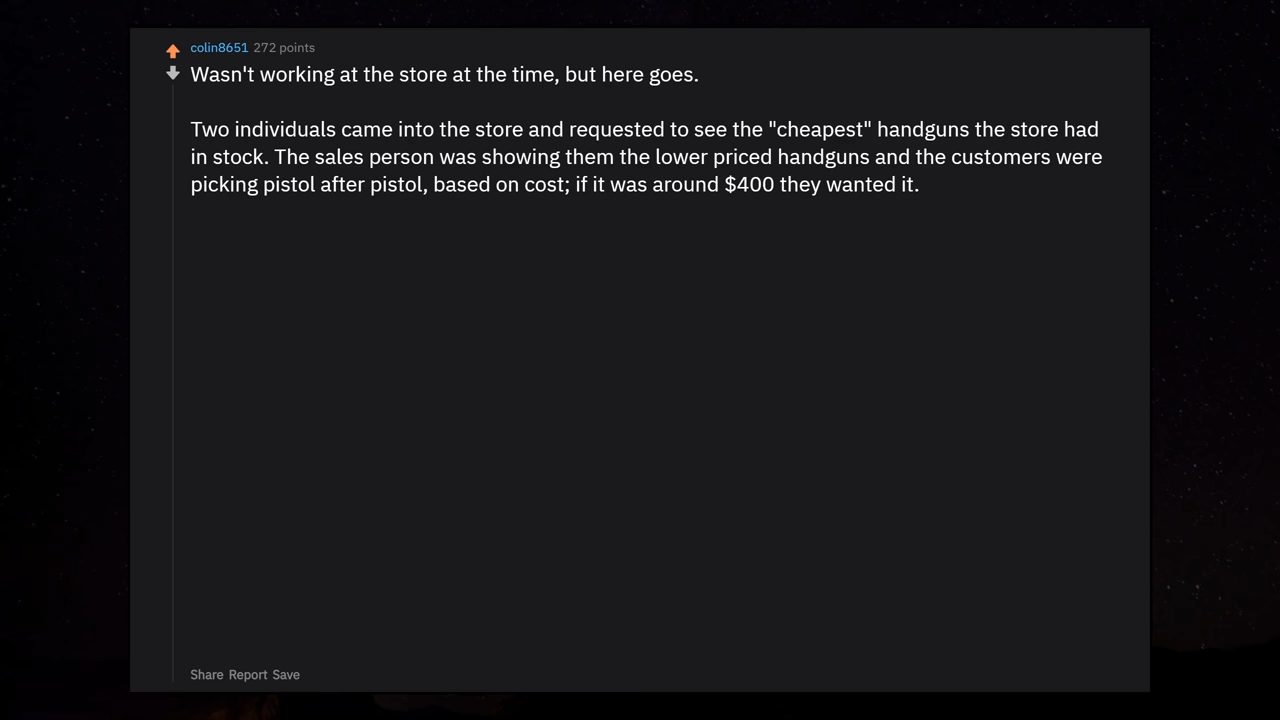 colin8651 272 points
Wasn't working at the store at the time, but here goes.
Two individuals came into the store and requested to see the "cheapest" handguns the store had
in stock. The sales person was showing them the lower priced handguns and the customers were
picking pistol after pistol, based on cost; if it was around $400 they wanted it.
Share Report Save